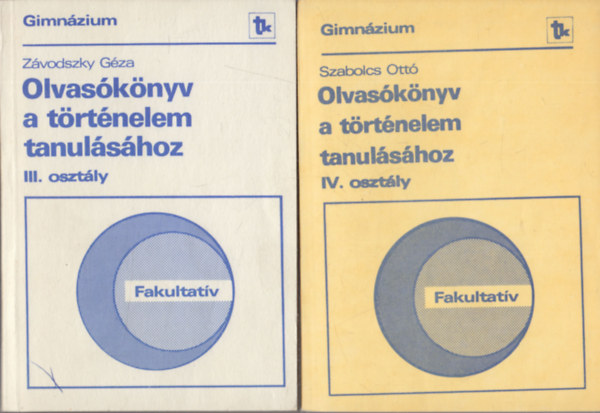 Gimnázium
tk
Závodszky Géza
Olvasókönyv
a történelem
tanulásához
III. osztály
Fakultatív
Gimnázium
tk
Szabolcs Ottó
Olvasókönyv
a történelem
tanulásához
IV. osztály
Fakultatív